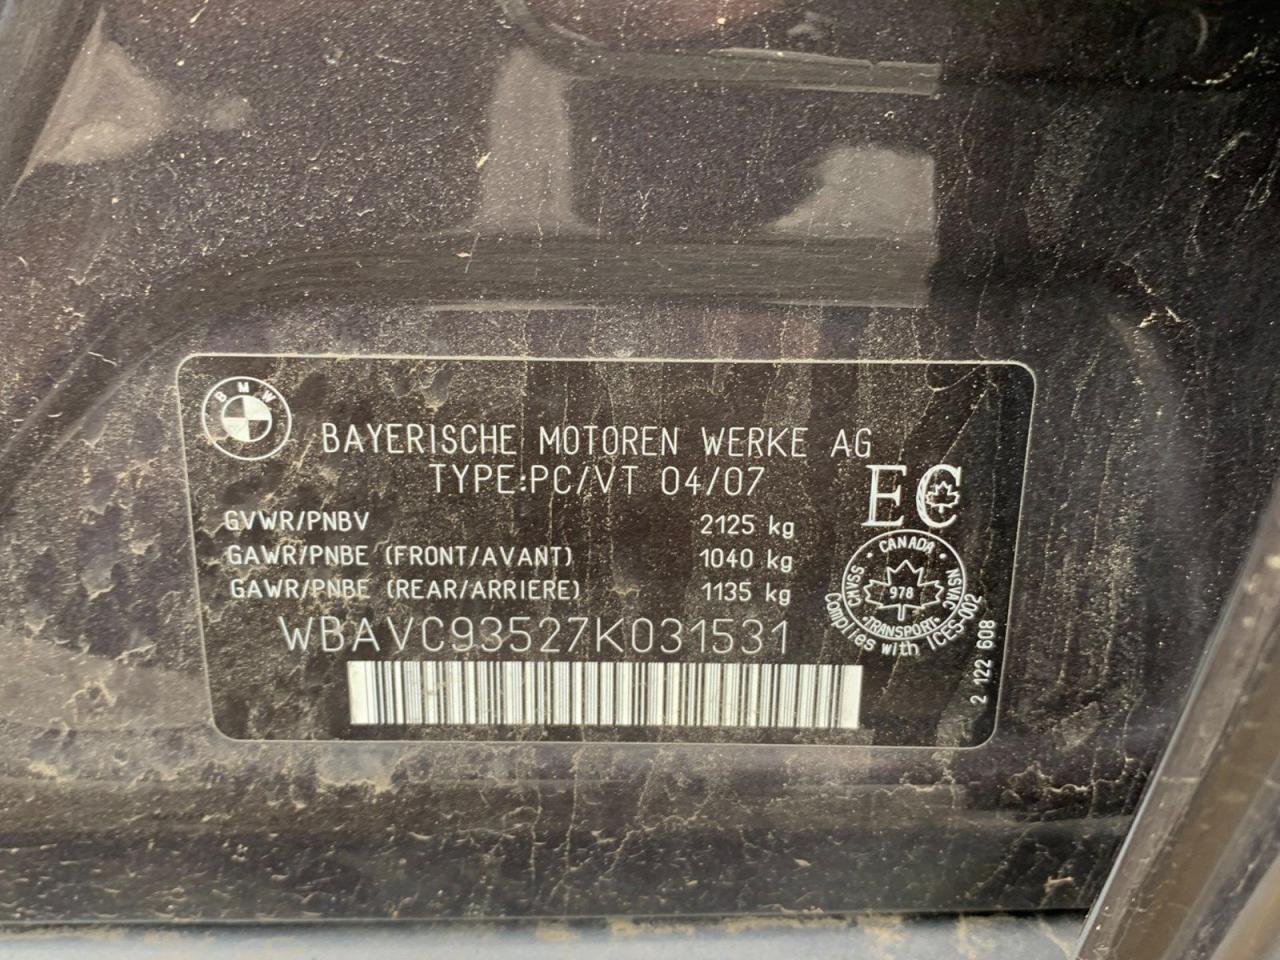 BMW
BAYERISCHE MOTOREN WERKE AG
TYPE:PC/VT 04/07
GVWR/PNBV 2125 kg
GAWR/PNBE (FRONT/AVANT) 1040 kg
GAWR/PNBE (REAR/ARRIERE) 1135 kg
WBAVC93527K031531
EC
CANADA
CMVSS NSVAC
978
TRANSPORT
Complies with ICES-002
2 122 608